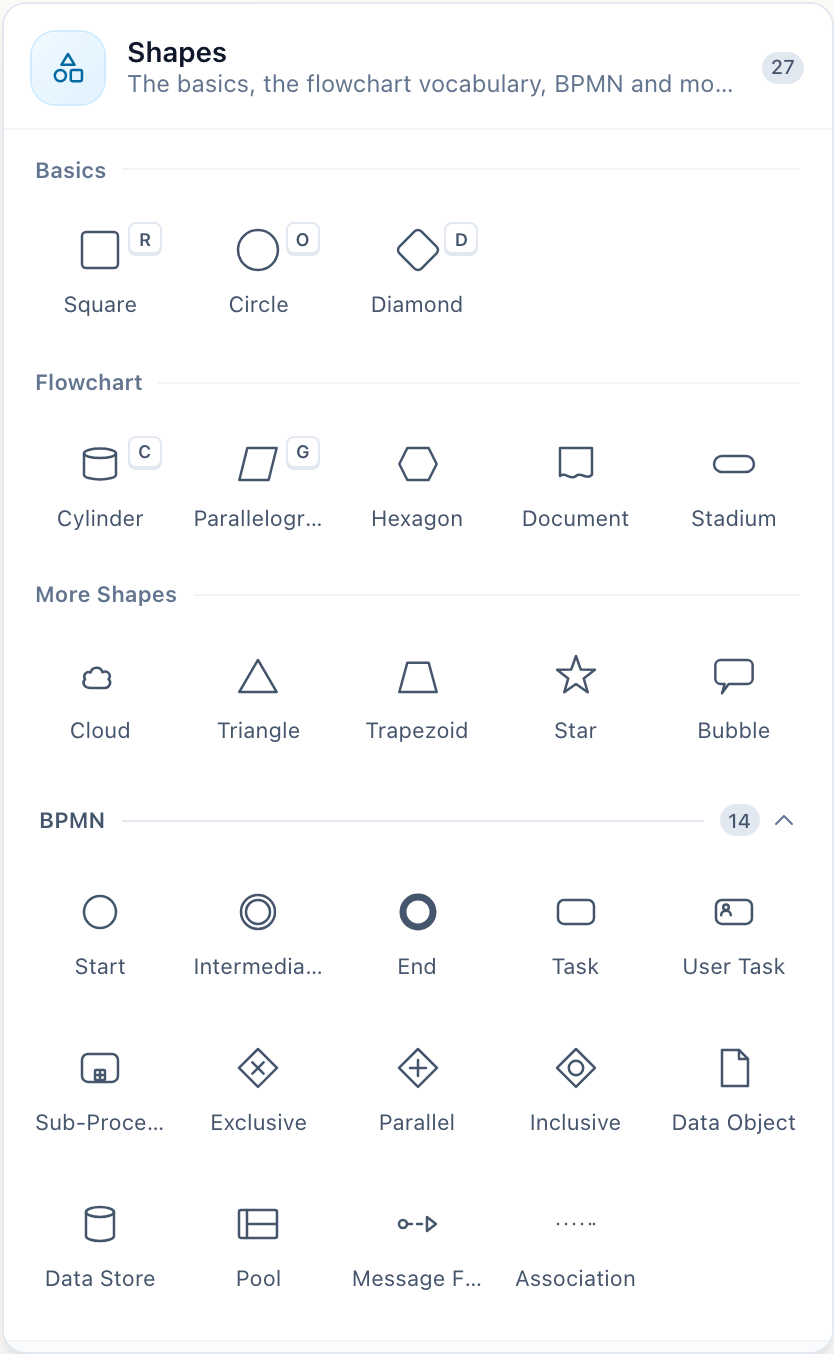 Shapes
The basics, the flowchart vocabulary, BPMN and mo...
27
Basics
R
O
D
Square
Circle
Diamond
Flowchart
C
G
Cylinder
Parallelogr...
Hexagon
Document
Stadium
More Shapes
Cloud
Triangle
Trapezoid
Star
Bubble
BPMN
14
Start
Intermedia...
End
Task
User Task
Sub-Proce...
Exclusive
Parallel
Inclusive
Data Object
Data Store
Pool
Message F...
Association